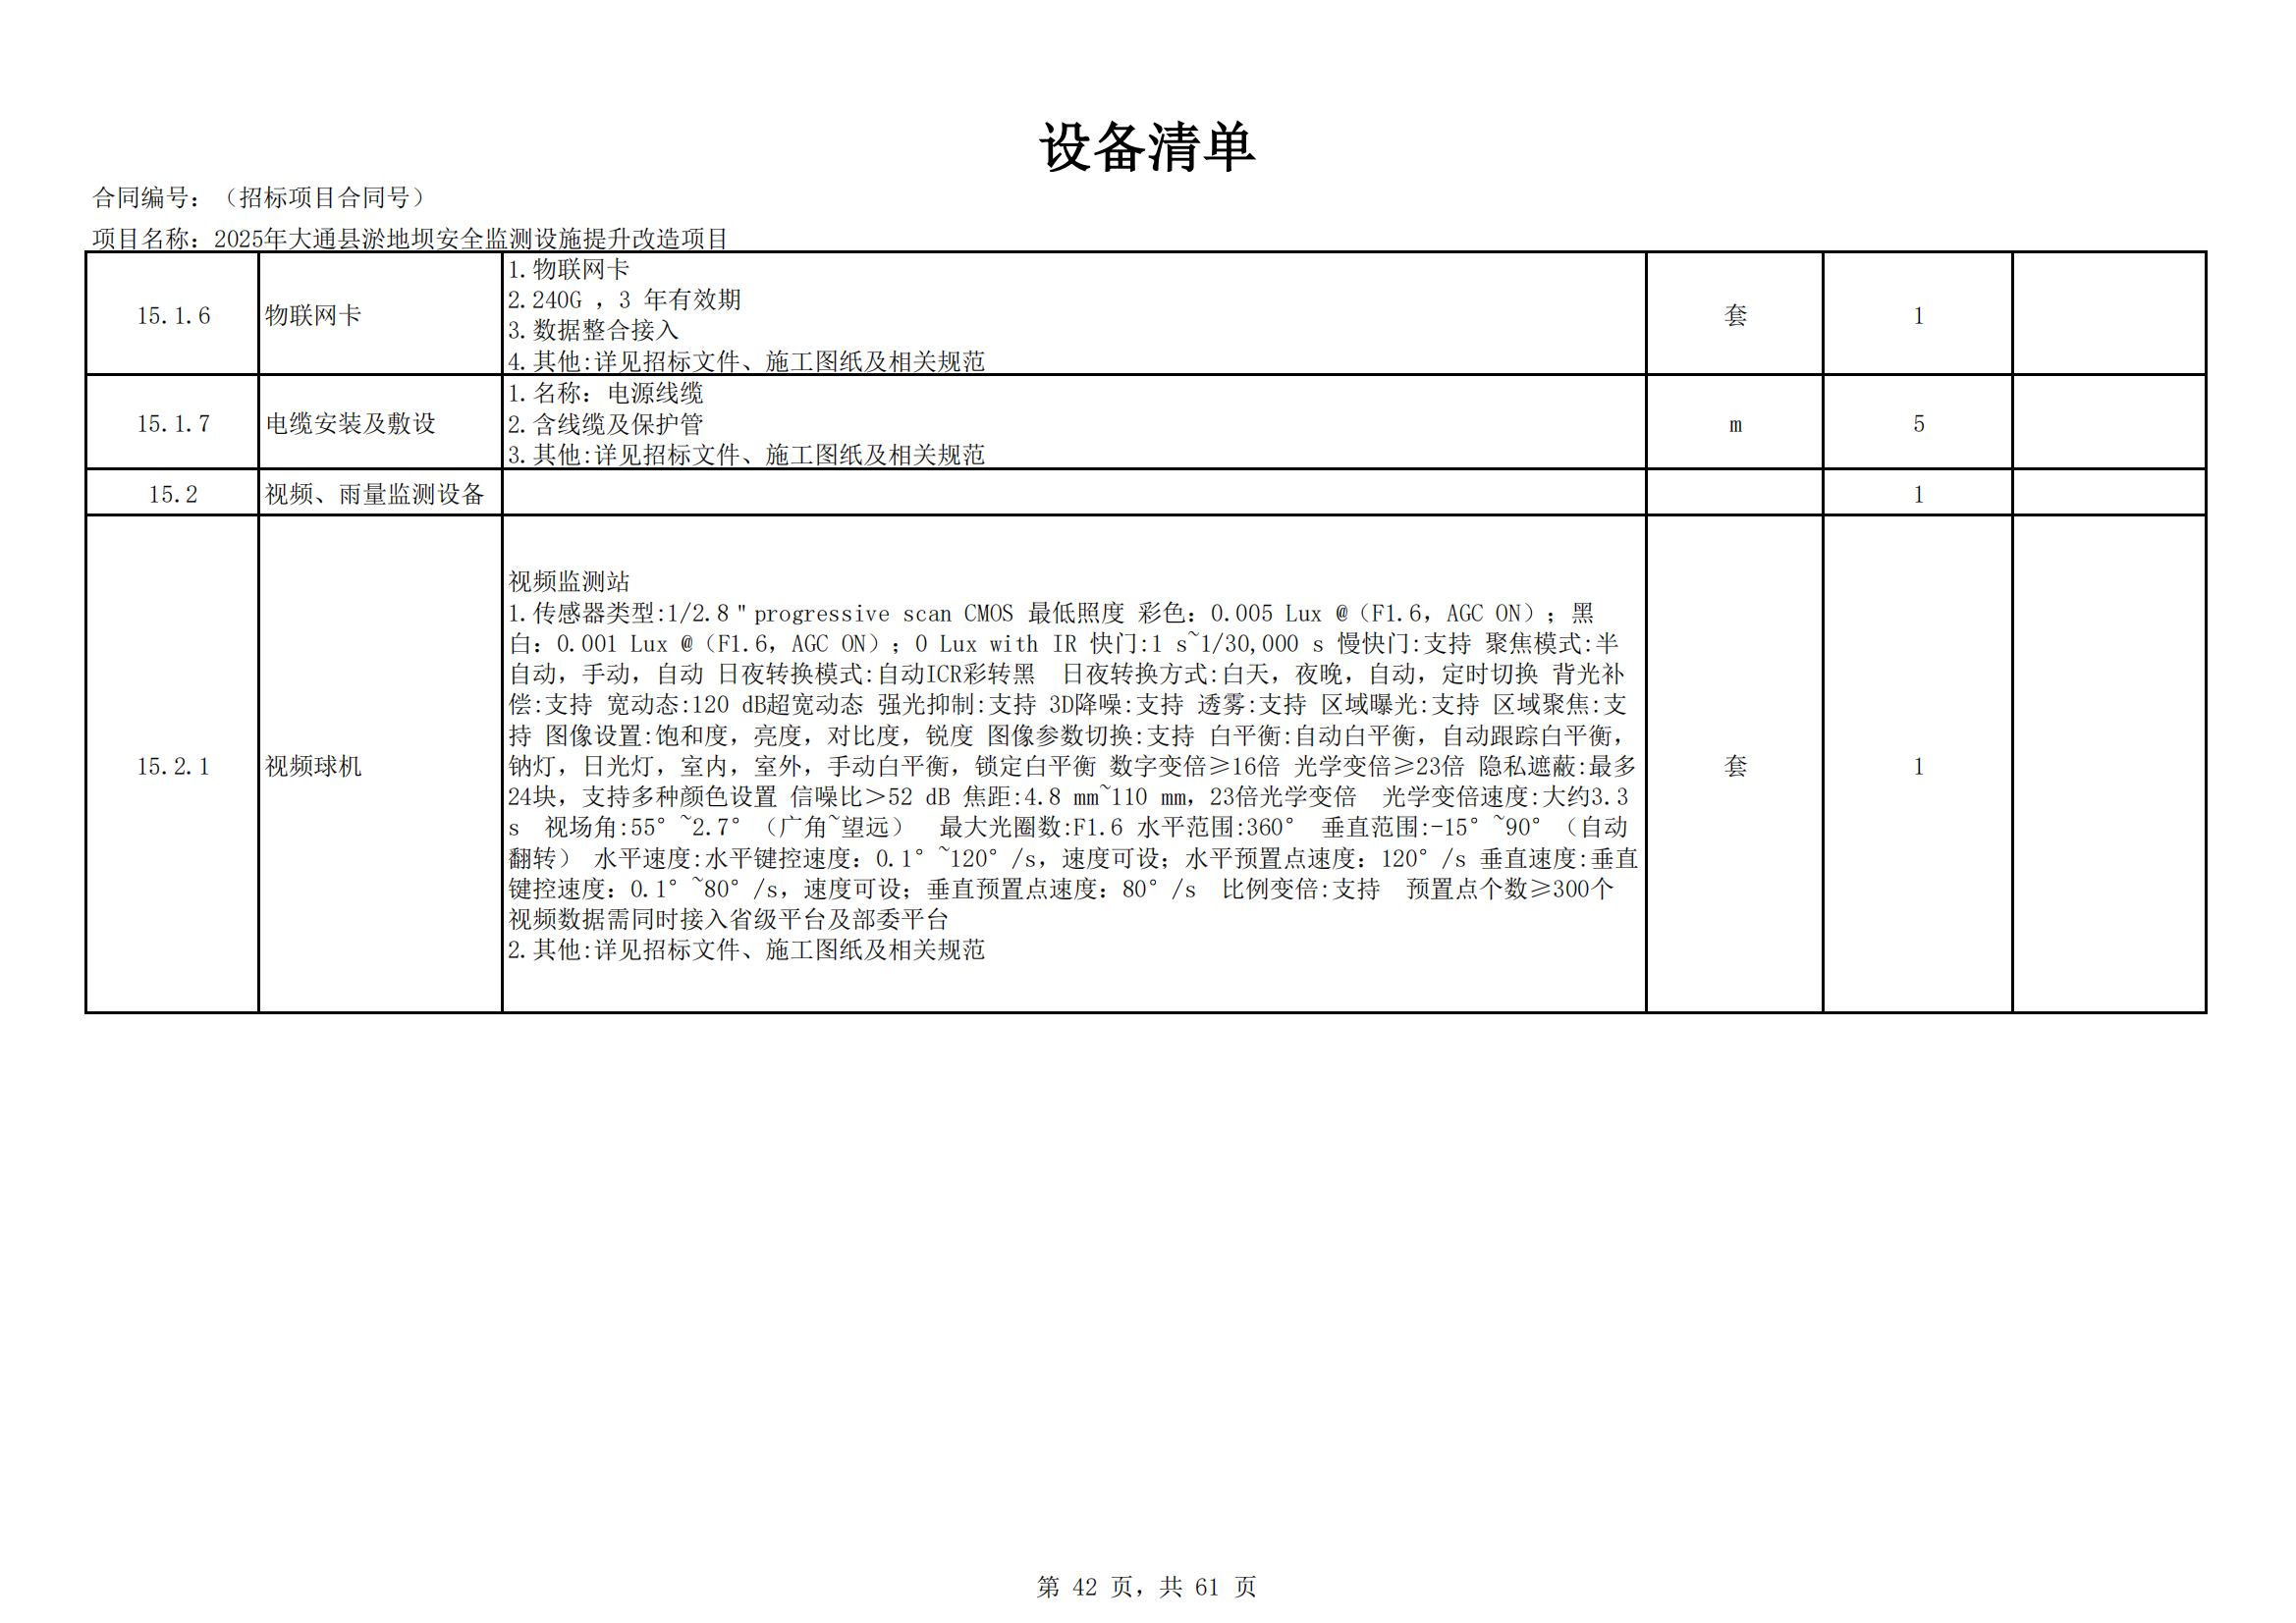 设备清单
合同编号：（招标项目合同号）
项目名称：2025年大通县淤地坝安全监测设施提升改造项目
15.1.6 物联网卡
1.物联网卡
2.240G ，3 年有效期
3.数据整合接入
4.其他:详见招标文件、施工图纸及相关规范
套 1
15.1.7 电缆安装及敷设
1.名称：电源线缆
2.含线缆及保护管
3.其他:详见招标文件、施工图纸及相关规范
m 5
15.2 视频、雨量监测设备 1
15.2.1 视频球机
视频监测站
1.传感器类型:1/2.8＂progressive scan CMOS 最低照度 彩色：0.005 Lux @（F1.6，AGC ON）；黑
白：0.001 Lux @（F1.6，AGC ON）；0 Lux with IR 快门:1 s~1/30,000 s 慢快门:支持 聚焦模式:半
自动，手动，自动 日夜转换模式:自动ICR彩转黑  日夜转换方式:白天，夜晚，自动，定时切换 背光补
偿:支持 宽动态:120 dB超宽动态 强光抑制:支持 3D降噪:支持 透雾:支持 区域曝光:支持 区域聚焦:支
持 图像设置:饱和度，亮度，对比度，锐度 图像参数切换:支持 白平衡:自动白平衡，自动跟踪白平衡，
钠灯，日光灯，室内，室外，手动白平衡，锁定白平衡 数字变倍≥16倍 光学变倍≥23倍 隐私遮蔽:最多
24块，支持多种颜色设置 信噪比＞52 dB 焦距:4.8 mm~110 mm，23倍光学变倍  光学变倍速度:大约3.3
s  视场角:55°~2.7°（广角~望远）  最大光圈数:F1.6 水平范围:360° 垂直范围:-15°~90°（自动
翻转） 水平速度:水平键控速度：0.1°~120°/s，速度可设；水平预置点速度：120°/s 垂直速度:垂直
键控速度：0.1°~80°/s，速度可设；垂直预置点速度：80°/s  比例变倍:支持  预置点个数≥300个
视频数据需同时接入省级平台及部委平台
2.其他:详见招标文件、施工图纸及相关规范
套 1
第 42 页，共 61 页